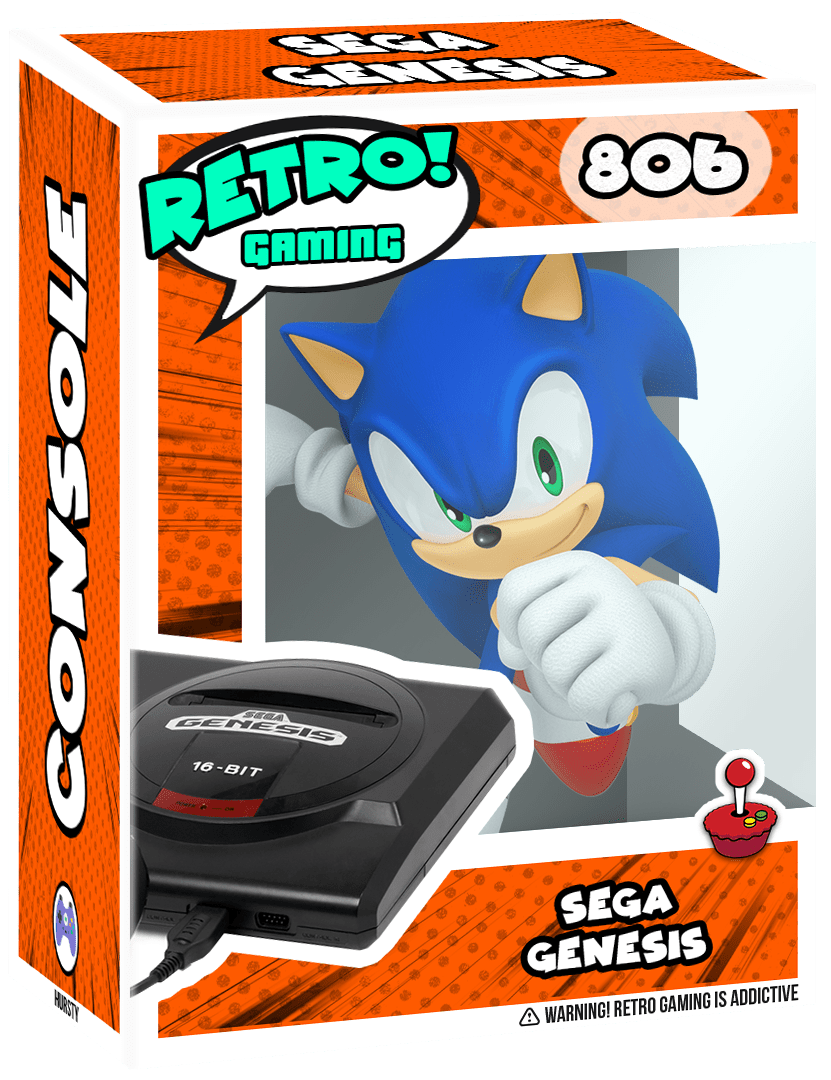 SEGA
GENESIS
RETRO!
GAMING
806
CONSOLE
SEGA
GENESIS
16-BIT
SEGA
GENESIS
HURSTY
WARNING! RETRO GAMING IS ADDICTIVE